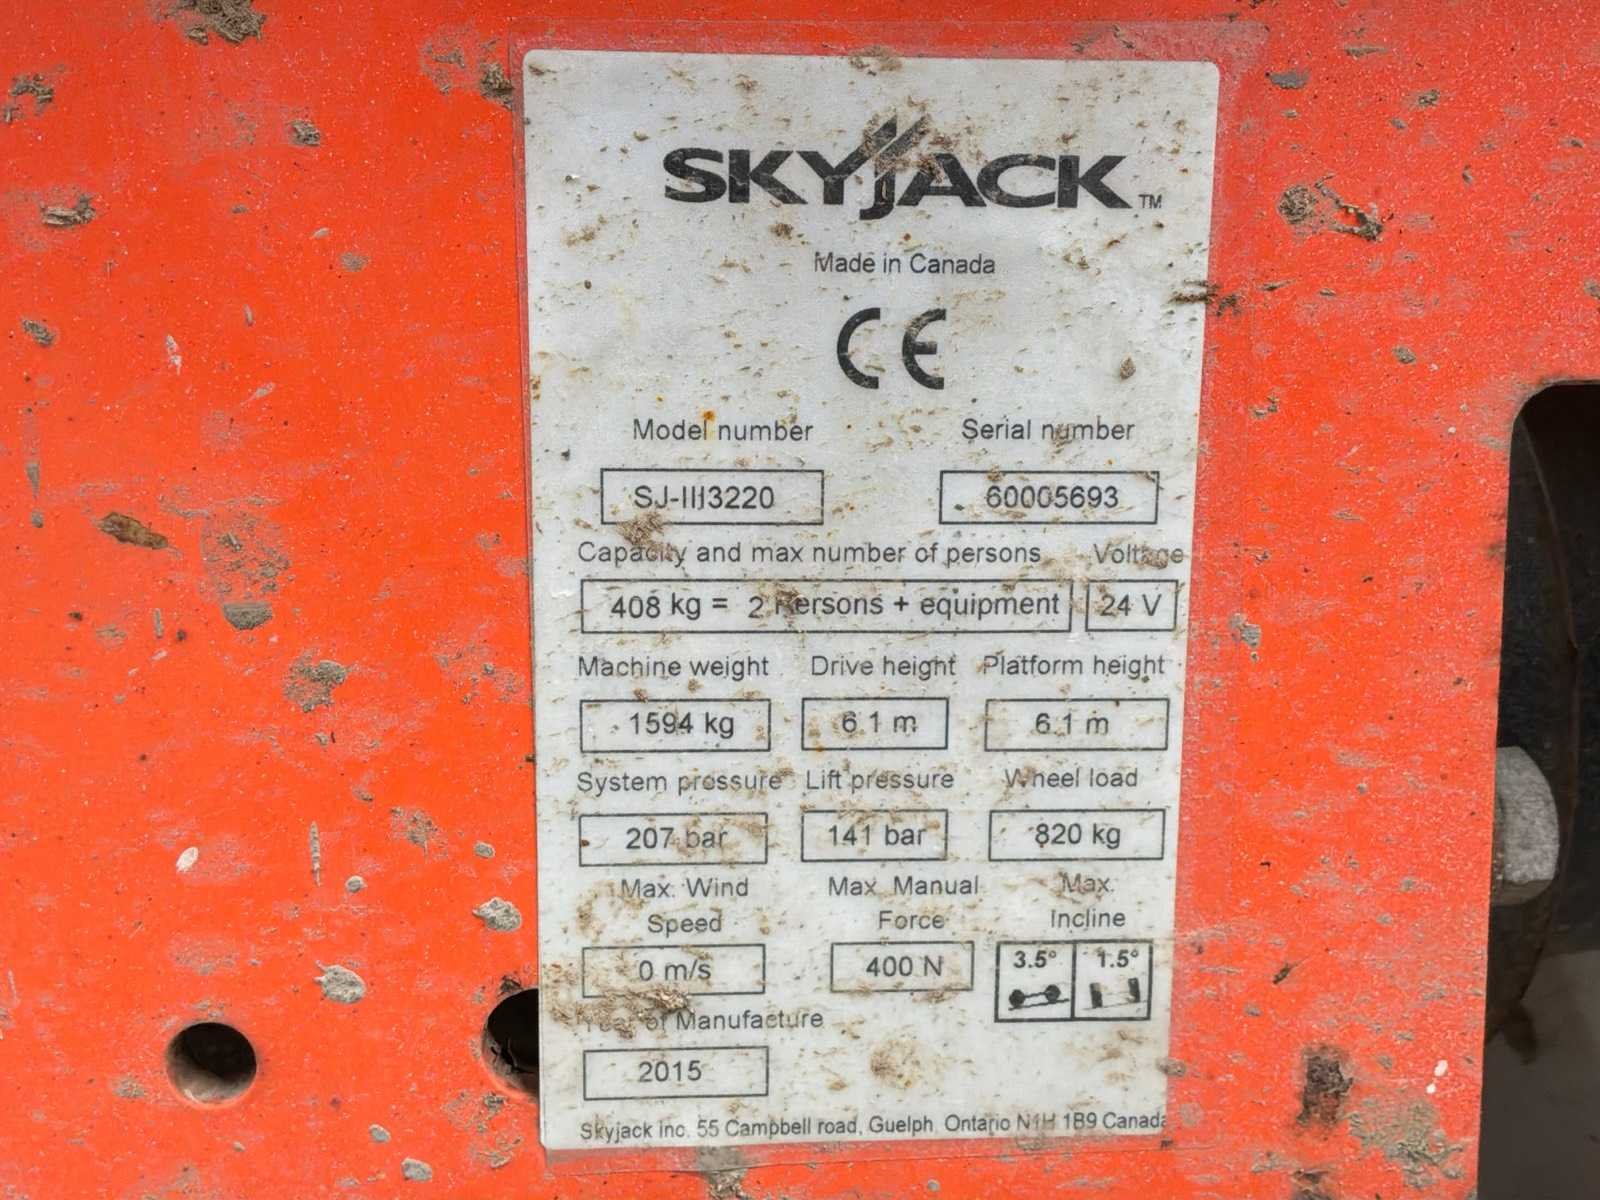 SKYJACK™
Made in Canada
CE
Model number Serial number
SJ-III3220 60005693
Capacity and max number of persons Voltage
408 kg = 2 Persons + equipment 24 V
Machine weight Drive height Platform height
1594 kg 6.1 m 6.1 m
System pressure Lift pressure Wheel load
207 bar 141 bar 820 kg
Max. Wind Max. Manual Max.
Speed Force Incline
0 m/s 400 N 3.5° 1.5°
Year of Manufacture
2015
Skyjack Inc. 55 Campbell road, Guelph, Ontario N1H 1B9 Canada